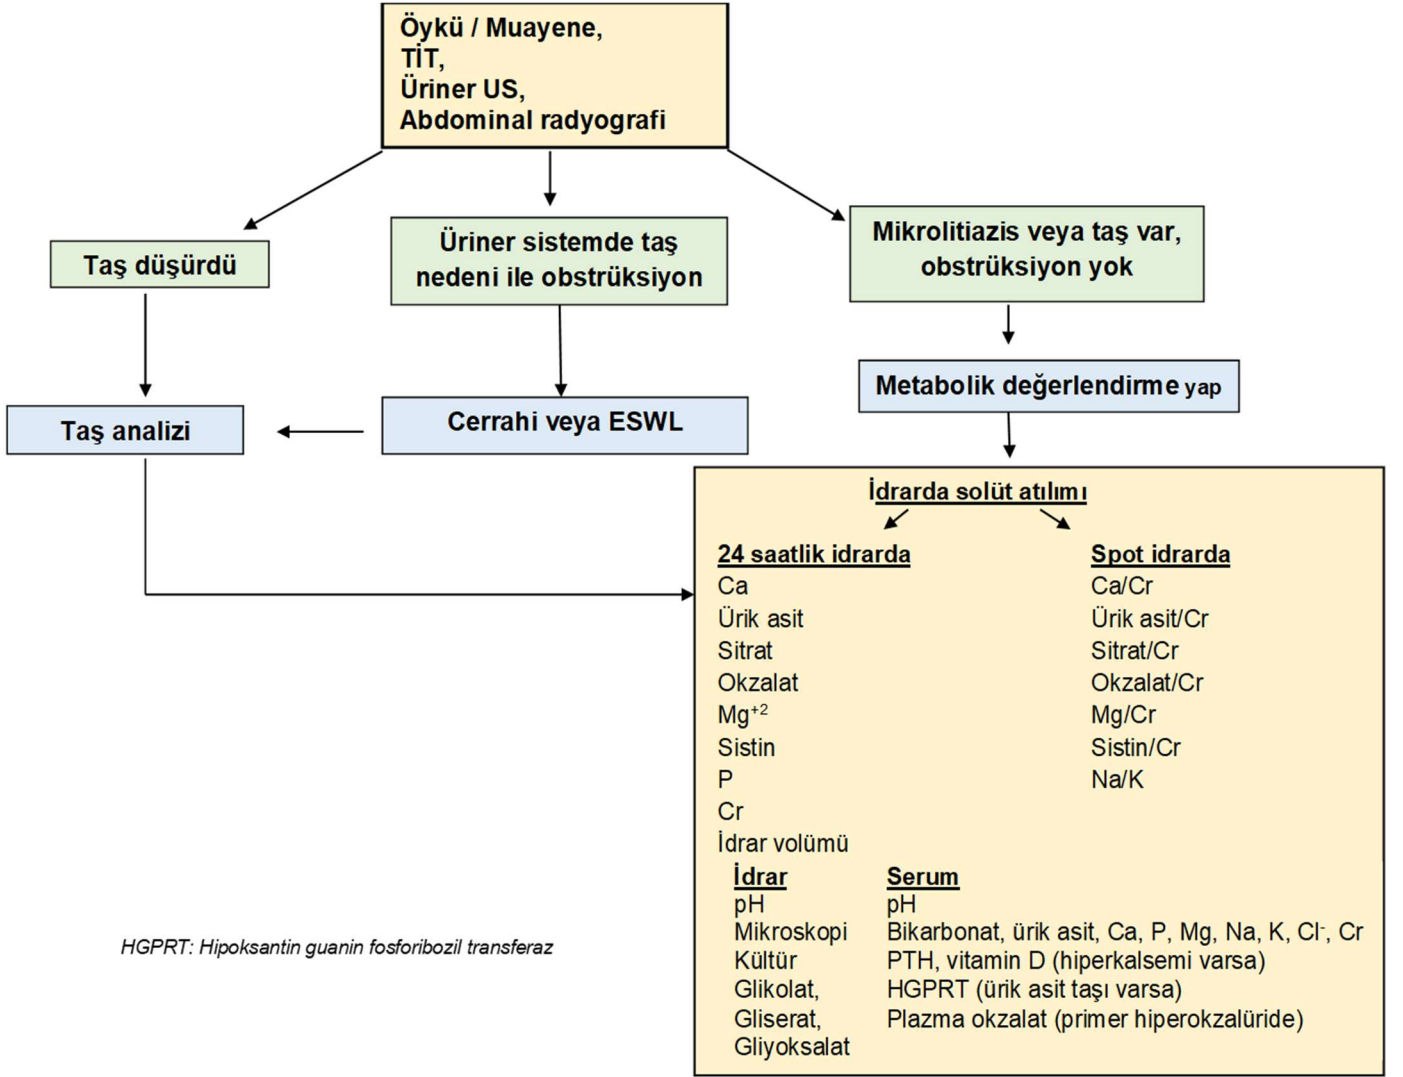 Öykü / Muayene,
TİT,
Üriner US,
Abdominal radyografi
Taş düşürdü
Üriner sistemde taş
nedeni ile obstrüksiyon
Mikrolitiazis veya taş var,
obstrüksiyon yok
Taş analizi
Cerrahi veya ESWL
Metabolik değerlendirme yap
İdrarda solüt atılımı
24 saatlik idrarda
Ca
Ürik asit
Sitrat
Okzalat
Mg⁺²
Sistin
P
Cr
İdrar volümü
Spot idrarda
Ca/Cr
Ürik asit/Cr
Sitrat/Cr
Okzalat/Cr
Mg/Cr
Sistin/Cr
Na/K
İdrar
pH
Mikroskopi
Kültür
Glikolat,
Gliserat,
Gliyoksalat
Serum
pH
Bikarbonat, ürik asit, Ca, P, Mg, Na, K, Cl⁻, Cr
PTH, vitamin D (hiperkalsemi varsa)
HGPRT (ürik asit taşı varsa)
Plazma okzalat (primer hiperokzalüride)
HGPRT: Hipoksantin guanin fosforibozil transferaz